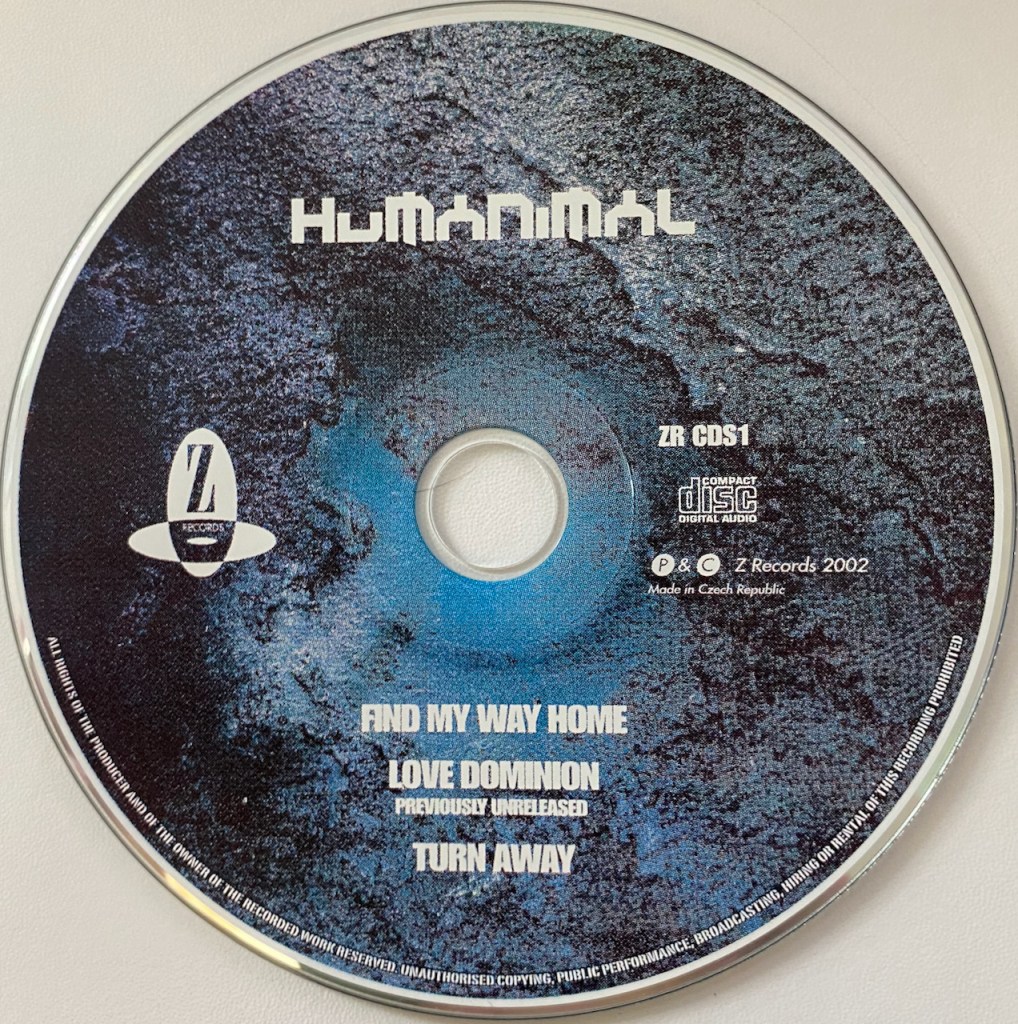 HUMANIMAL
ZR CDS1
COMPACT
disc
DIGITAL AUDIO
Z
RECORDS
P & C Z Records 2002
Made in Czech Republic
FIND MY WAY HOME
LOVE DOMINION
PREVIOUSLY UNRELEASED
TURN AWAY
ALL RIGHTS OF THE PRODUCER AND OF THE OWNER OF THE RECORDED WORK RESERVED. UNAUTHORISED COPYING, PUBLIC PERFORMANCE, BROADCASTING, HIRING OR RENTAL OF THIS RECORDING PROHIBITED